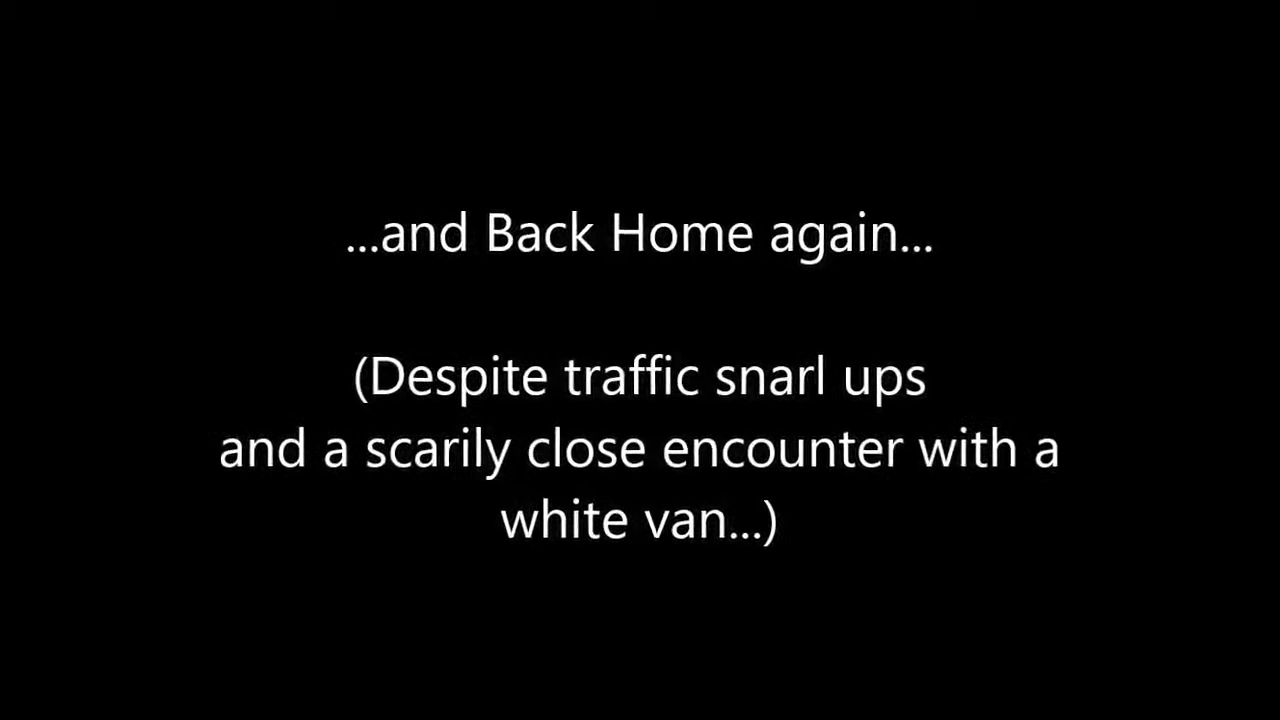 ...and Back Home again...
(Despite traffic snarl ups
and a scarily close encounter with a
white van...)